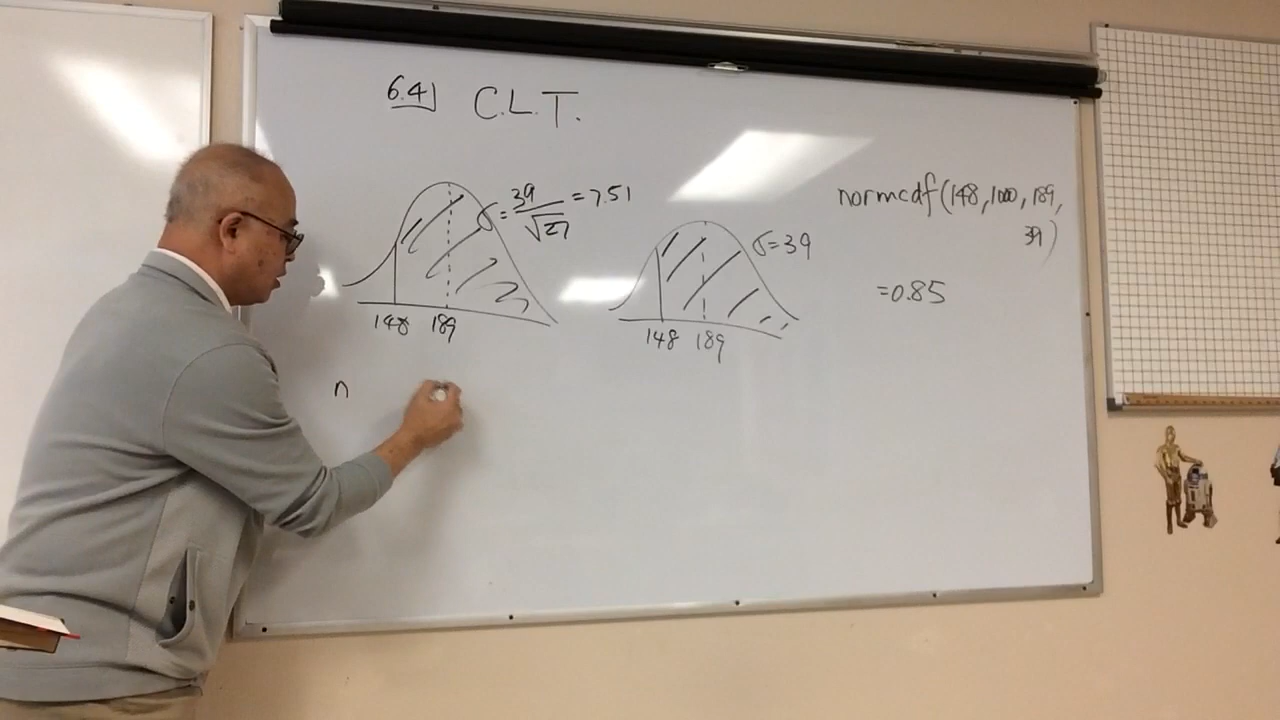 6.4 C.L.T.
σ = 39/√27 = 7.51
148 189
σ=39
148 189
normcdf(148,1000,189,
39)
=0.85
n